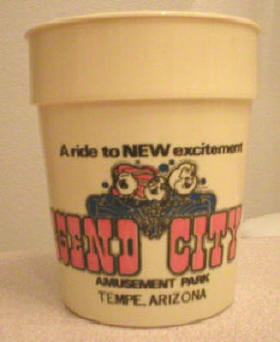 A ride to NEW excitement
GEND CITY
AMUSEMENT PARK
TEMPE, ARIZONA